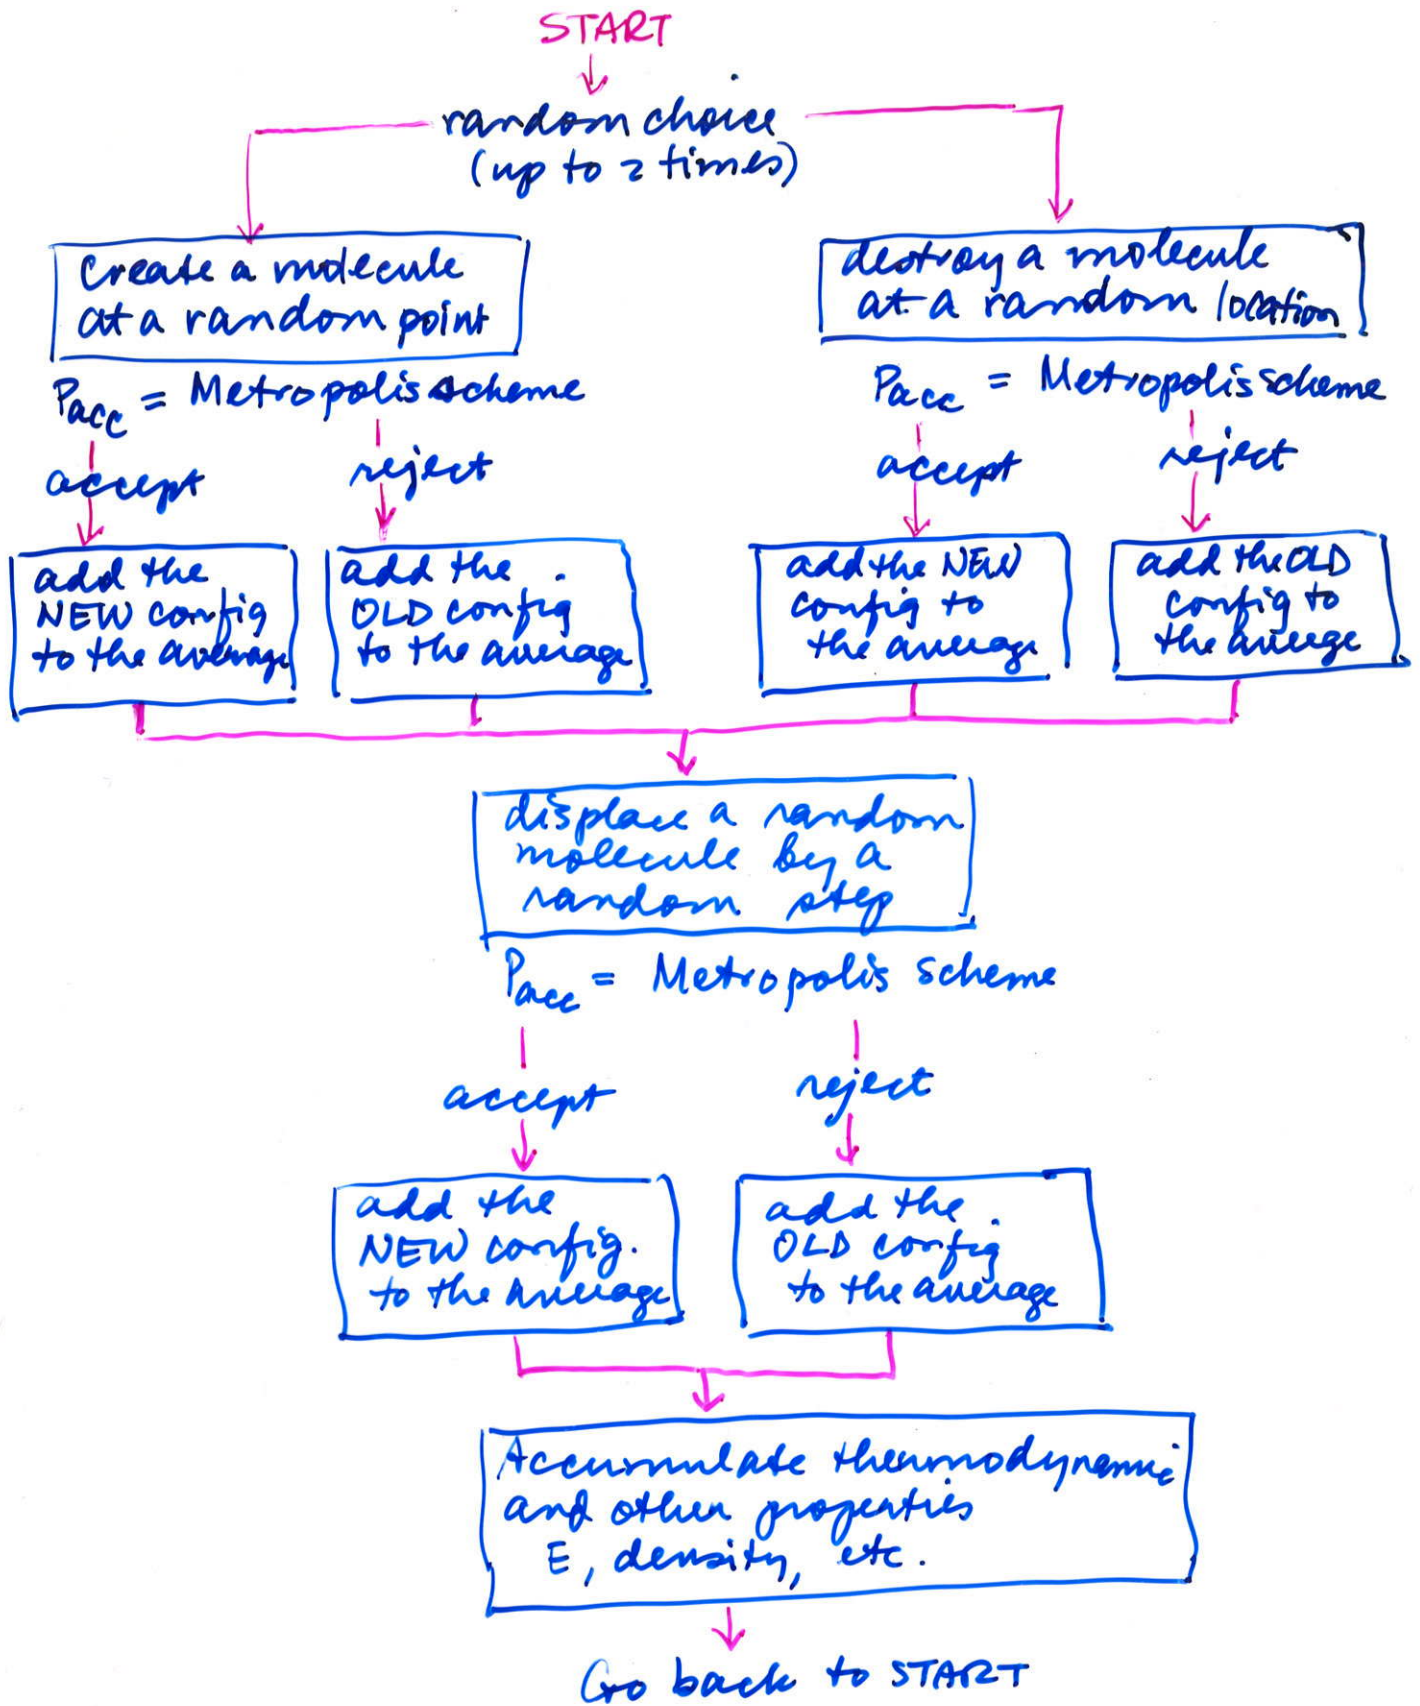 START
random choice
(up to 2 times)
create a molecule
at a random point
Pacc = Metropolis scheme
accept
reject
add the
NEW config
to the average
add the
OLD config
to the average
destroy a molecule
at a random location
Pacc = Metropolis scheme
accept
reject
add the NEW
config to
the average
add the OLD
config to
the average
displace a random
molecule by a
random step
Pacc = Metropolis scheme
accept
reject
add the
NEW config.
to the average
add the
OLD config
to the average
Accumulate thermodynamic
and other properties
E, density, etc.
Go back to START